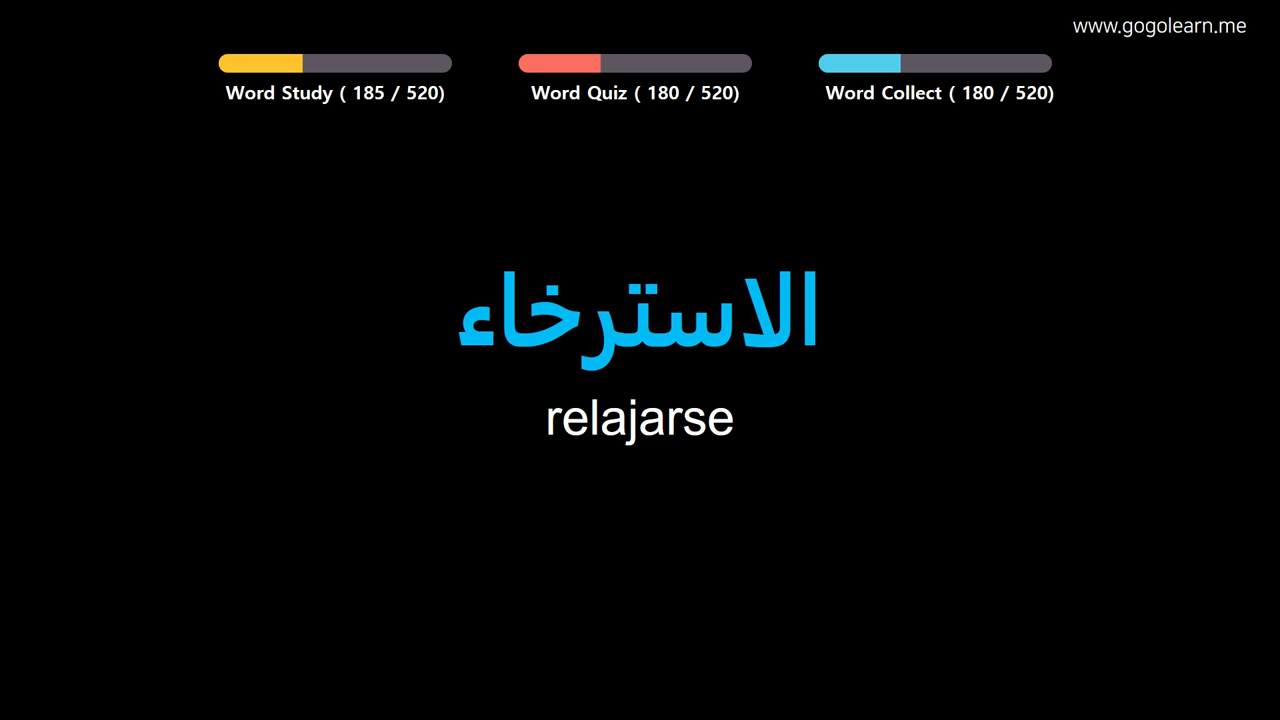 www.gogolearn.me
Word Study ( 185 / 520)
Word Quiz ( 180 / 520)
Word Collect ( 180 / 520)
الاسترخاء
relajarse